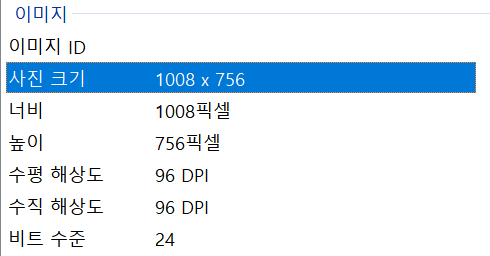 이미지
이미지 ID
사진 크기 1008 x 756
너비 1008픽셀
높이 756픽셀
수평 해상도 96 DPI
수직 해상도 96 DPI
비트 수준 24